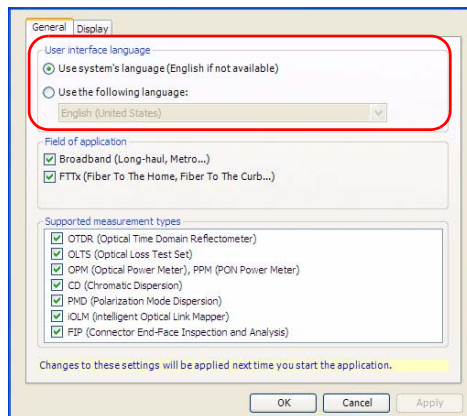 General Display
User interface language
Use system's language (English if not available)
Use the following language:
English (United States)
Field of application
Broadband (Long-haul, Metro...)
FTTx (Fiber To The Home, Fiber To The Curb...)
Supported measurement types
OTDR (Optical Time Domain Reflectometer)
OLTS (Optical Loss Test Set)
OPM (Optical Power Meter), PPM (PON Power Meter)
CD (Chromatic Dispersion)
PMD (Polarization Mode Dispersion)
iOLM (intelligent Optical Link Mapper)
FIP (Connector End-Face Inspection and Analysis)
Changes to these settings will be applied next time you start the application.
OK Cancel Apply